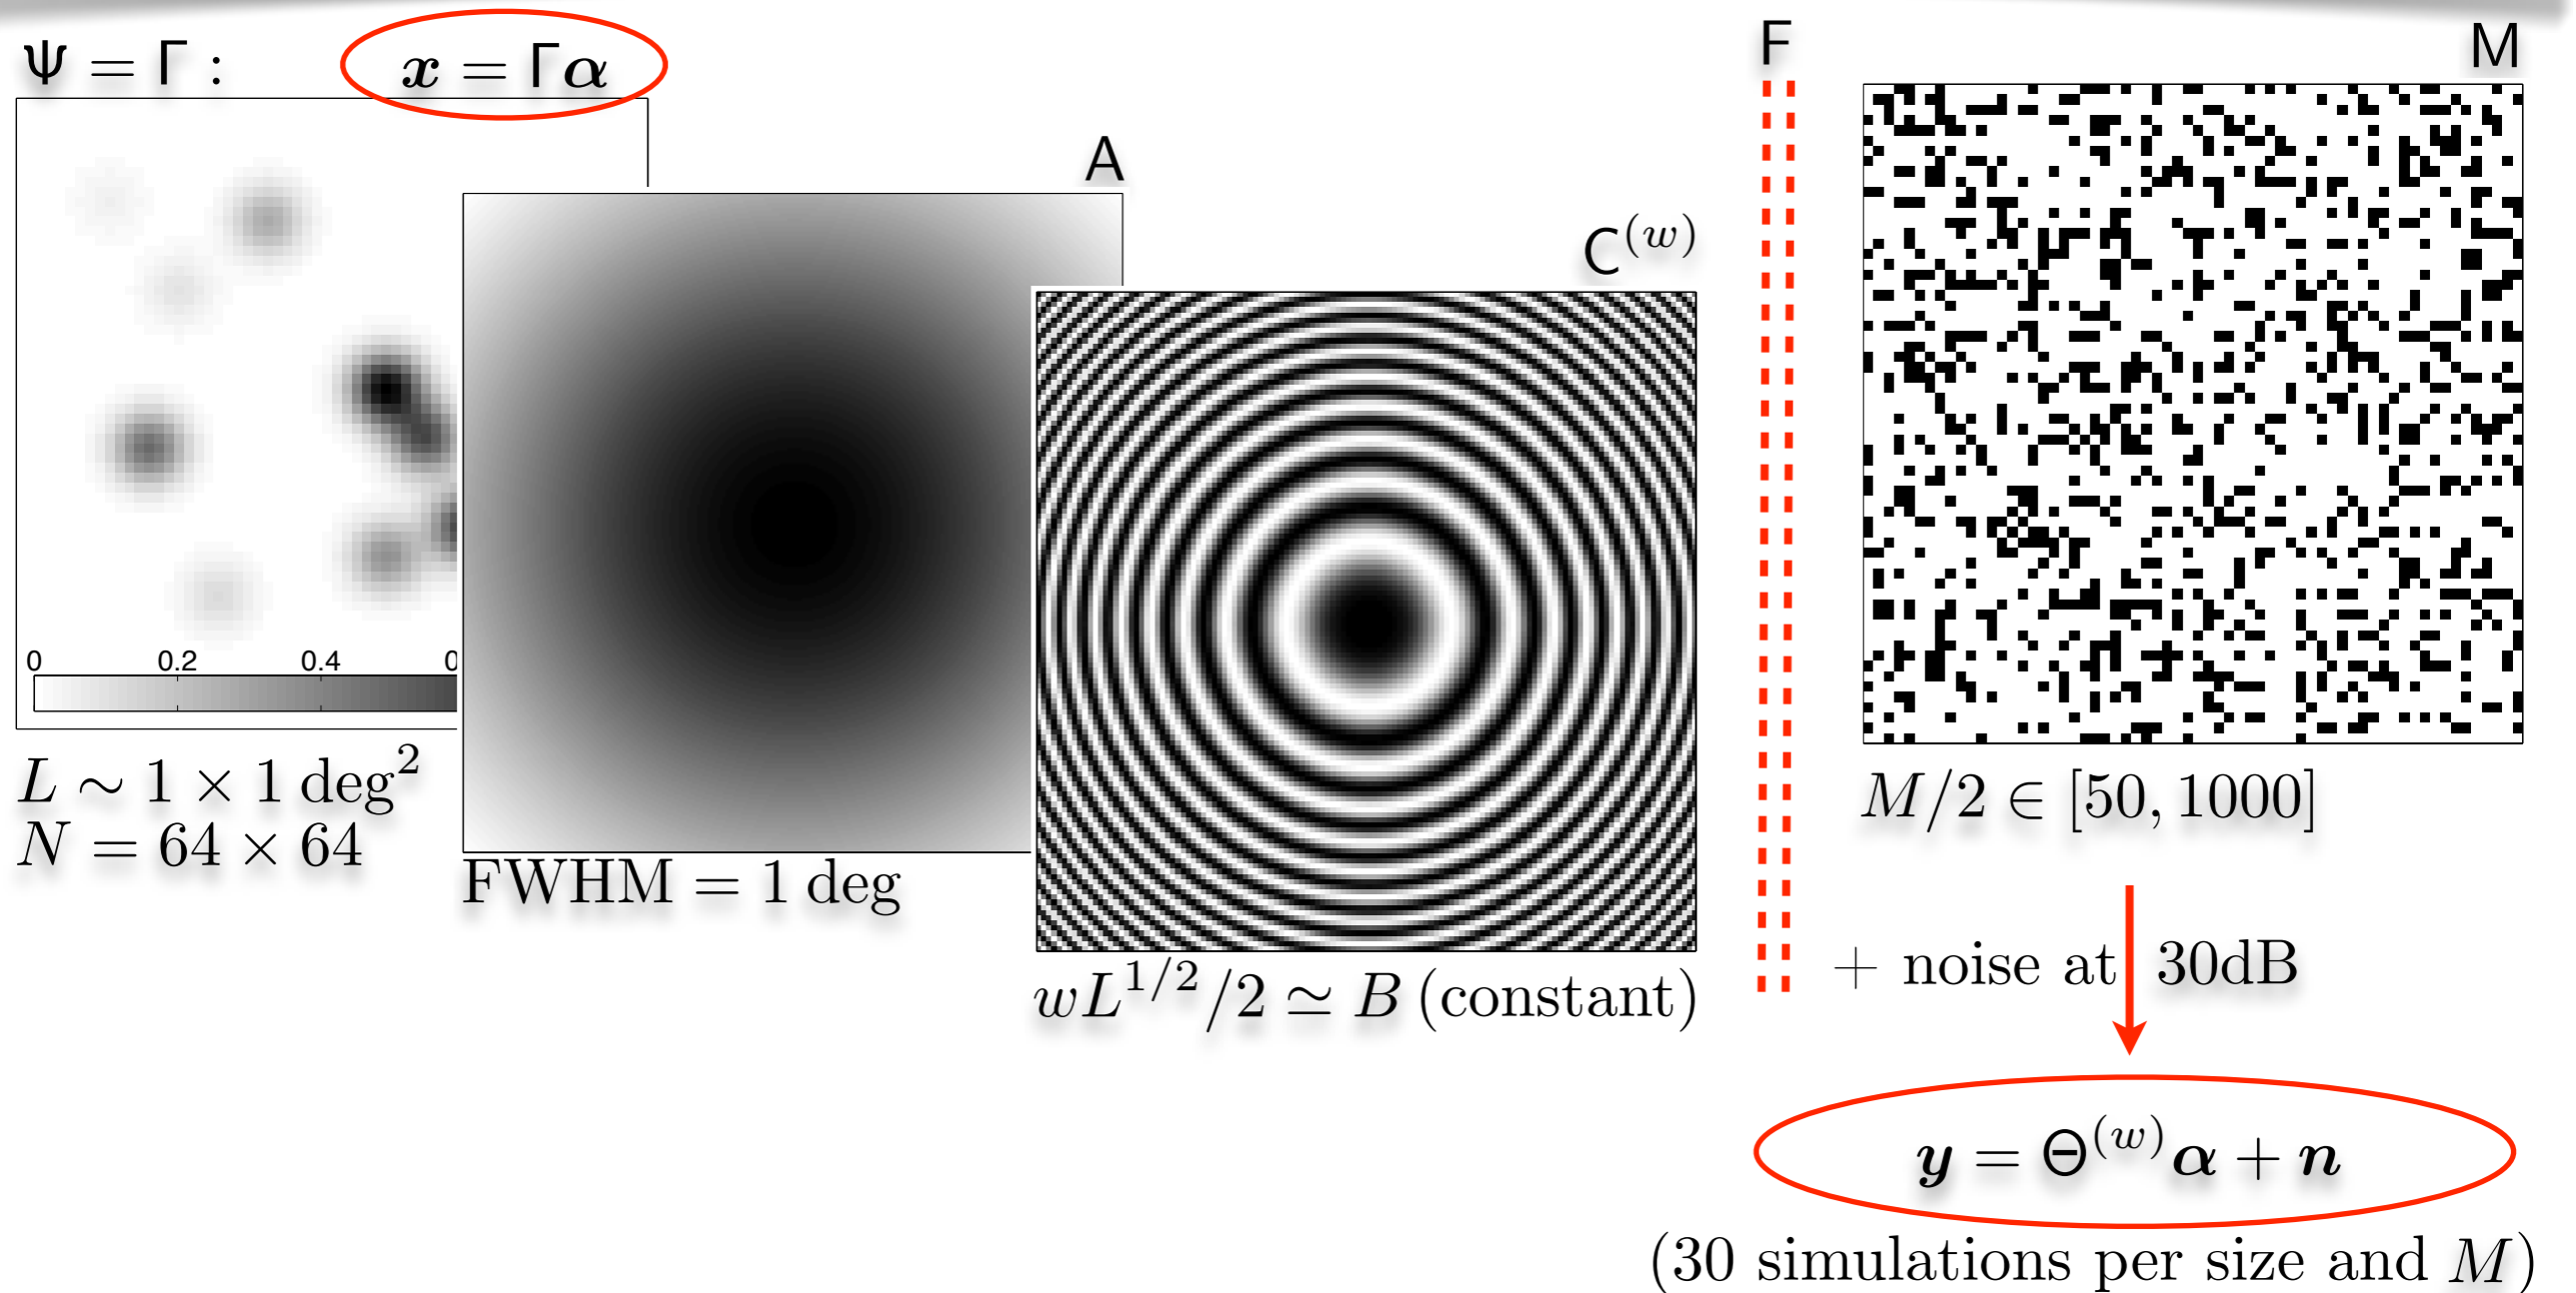 Ψ = Γ :
x = Γα
0 0.2 0.4
L ∼ 1 × 1 deg²
N = 64 × 64
A
FWHM = 1 deg
C⁽ʷ⁾
wL^{1/2}/2 ≃ B (constant)
F
M
M/2 ∈ [50, 1000]
+ noise at 30dB
y = Θ⁽ʷ⁾α + n
(30 simulations per size and M)